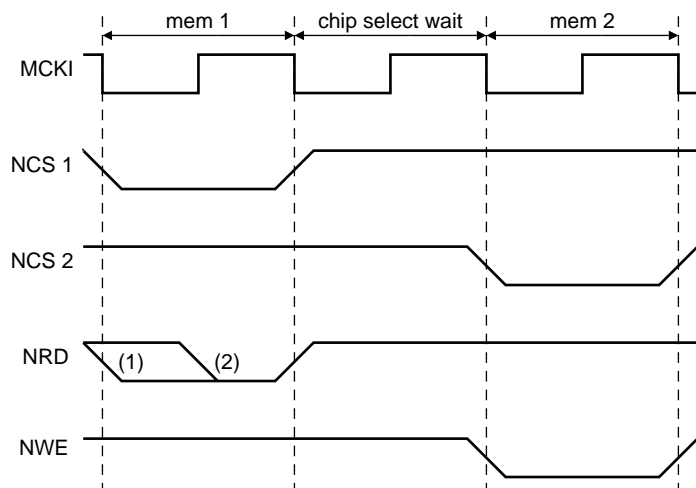 mem 1 chip select wait mem 2
MCKI
NCS 1
NCS 2
NRD (1) (2)
NWE